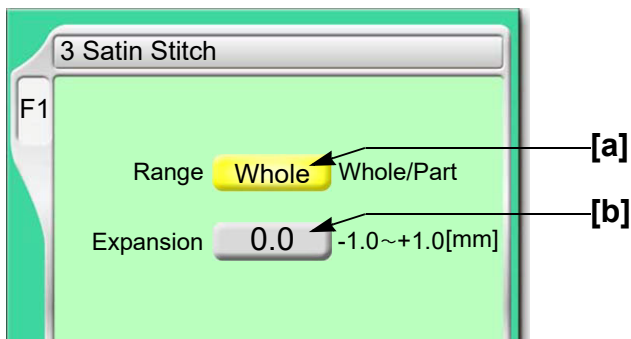 3 Satin Stitch
F1
Range Whole Whole/Part [a]
Expansion 0.0 -1.0~+1.0[mm] [b]